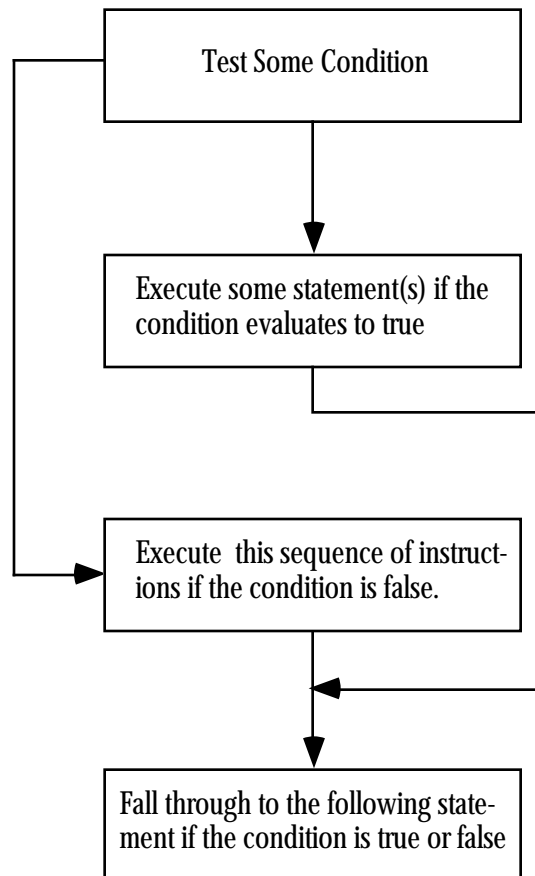 Test Some Condition
Execute some statement(s) if the
condition evaluates to true
Execute this sequence of instruct-
ions if the condition is false.
Fall through to the following state-
ment if the condition is true or false